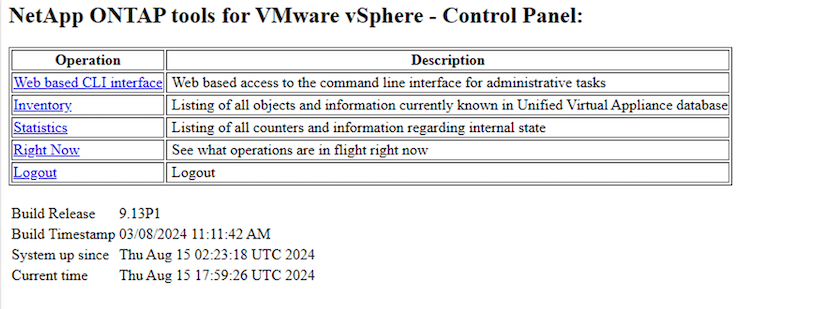 NetApp ONTAP tools for VMware vSphere - Control Panel:
Operation Description
Web based CLI interface Web based access to the command line interface for administrative tasks
Inventory Listing of all objects and information currently known in Unified Virtual Appliance database
Statistics Listing of all counters and information regarding internal state
Right Now See what operations are in flight right now
Logout Logout
Build Release 9.13P1
Build Timestamp 03/08/2024 11:11:42 AM
System up since Thu Aug 15 02:23:18 UTC 2024
Current time Thu Aug 15 17:59:26 UTC 2024